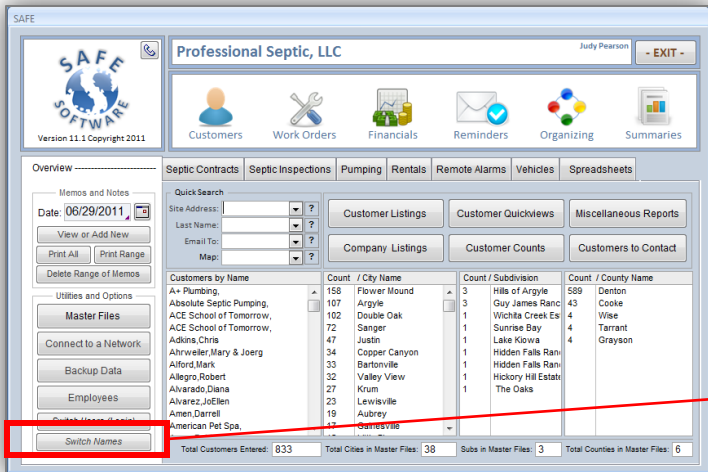 SAFE
SAFE
SOFTWARE
Version 11.1 Copyright 2011
Professional Septic, LLC
Judy Pearson
- EXIT -
Customers Work Orders Financials Reminders Organizing Summaries
Overview --------------------------
Septic Contracts Septic Inspections Pumping Rentals Remote Alarms Vehicles Spreadsheets
Memos and Notes
Date: 06/29/2011
View or Add New
Print All Print Range
Delete Range of Memos
Utilities and Options
Master Files
Connect to a Network
Backup Data
Employees
Switch Users (Login)
Switch Names
Quick Search
Site Address: ?
Last Name: ?
Email To: ?
Map: ?
Customer Listings Customer Quickviews Miscellaneous Reports
Company Listings Customer Counts Customers to Contact
Customers by Name
A+ Plumbing,
Absolute Septic Pumping,
ACE School of Tomorrow,
ACE School of Tomorrow,
Adkins,Chris
Ahrweiler,Mary & Joerg
Alford,Mark
Allegro,Robert
Alvarado,Diana
Alvarez,JoEllen
Amen,Darrell
American Pet Spa,
Count / City Name
158 Flower Mound
107 Argyle
102 Double Oak
72 Sanger
47 Justin
34 Copper Canyon
33 Bartonville
32 Valley View
27 Krum
23 Lewisville
19 Aubrey
17 Gainesville
Count / Subdivision
3 Hills of Argyle
3 Guy James Ranc
1 Wichita Creek Est
1 Sunrise Bay
1 Lake Kiowa
1 Hidden Falls Ran
1 Hidden Falls Ran
1 Hickory Hill Estate
1 The Oaks
Count / County Name
589 Denton
43 Cooke
4 Wise
4 Tarrant
4 Grayson
Total Customers Entered: 833 Total Cities in Master Files: 38 Subs in Master Files: 3 Total Counties in Master Files: 6